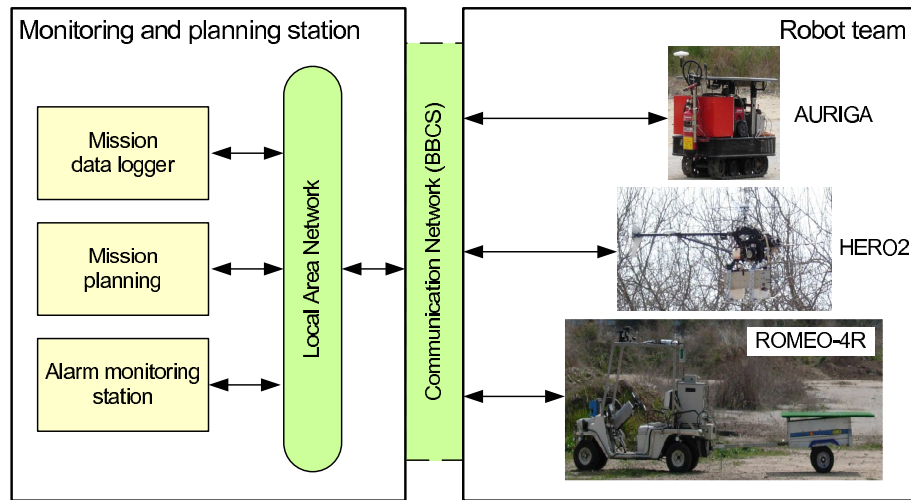 Monitoring and planning station
Mission
data logger
Mission
planning
Alarm monitoring
station
Local Area Network
Communication Network (BBCS)
Robot team
AURIGA
HERO2
ROMEO-4R